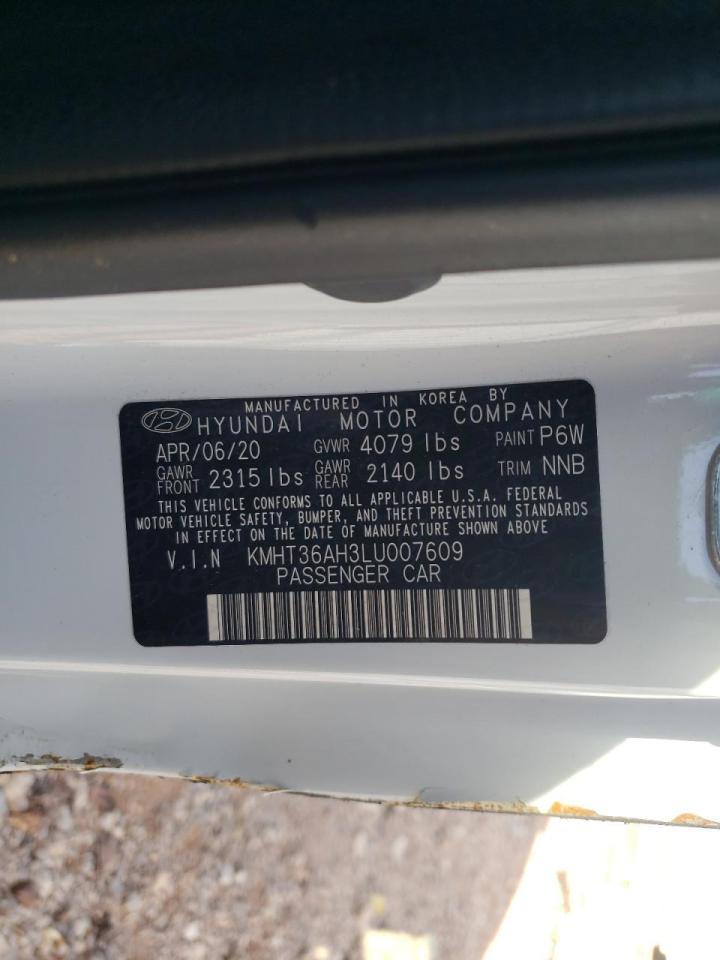 MANUFACTURED IN KOREA BY
HYUNDAI MOTOR COMPANY
APR/06/20 GVWR 4079 lbs PAINT P6W
GAWR FRONT 2315 lbs GAWR REAR 2140 lbs TRIM NNB
THIS VEHICLE CONFORMS TO ALL APPLICABLE U.S.A. FEDERAL
MOTOR VEHICLE SAFETY, BUMPER, AND THEFT PREVENTION STANDARDS
IN EFFECT ON THE DATE OF MANUFACTURE SHOWN ABOVE
V.I.N KMHT36AH3LU007609
PASSENGER CAR